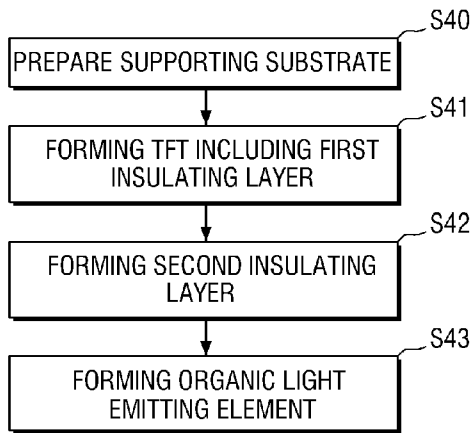 S40
PREPARE SUPPORTING SUBSTRATE
S41
FORMING TFT INCLUDING FIRST
INSULATING LAYER
S42
FORMING SECOND INSULATING
LAYER
S43
FORMING ORGANIC LIGHT
EMITTING ELEMENT